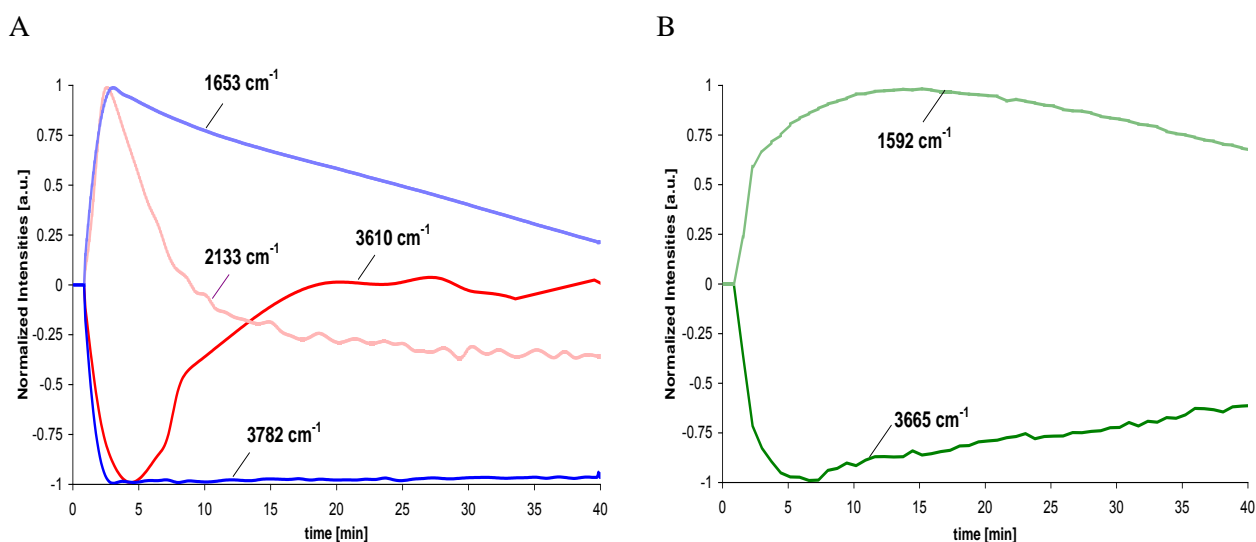 A
Normalized Intensities [a.u.]
1
0.75
0.5
0.25
0
-0.25
-0.5
-0.75
-1
1653 cm-1
3610 cm-1
2133 cm-1
3782 cm-1
0 5 10 15 20 25 30 35 40
time [min]
B
Normalized Intensities [a.u.]
1
0.75
0.5
0.25
0
-0.25
-0.5
-0.75
-1
1592 cm-1
3665 cm-1
0 5 10 15 20 25 30 35 40
time [min]